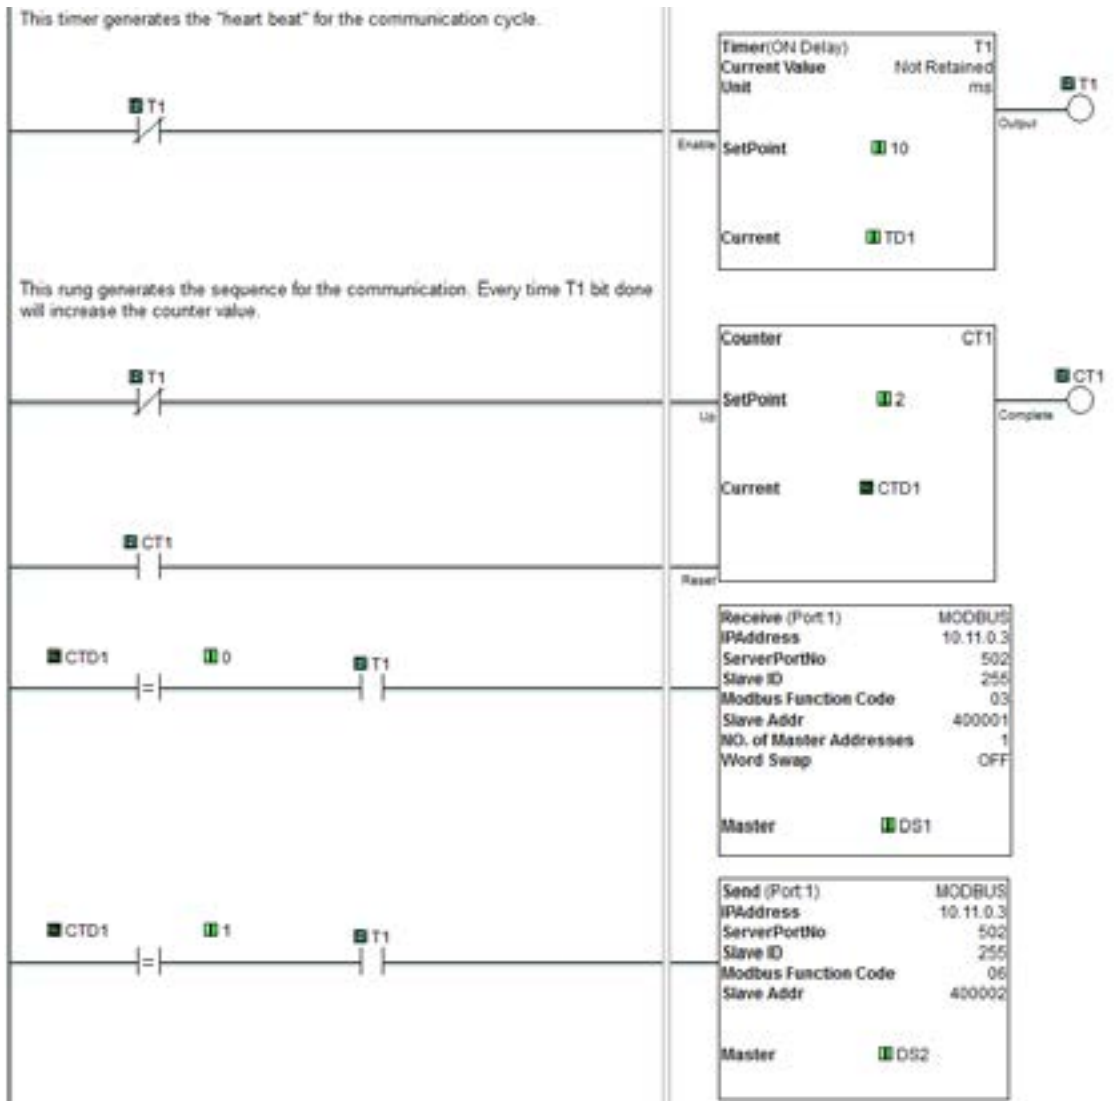 This timer generates the "heart beat" for the communication cycle.
Timer(ON Delay) T1
Current Value Not Retained
Unit ms
T1
T1
Output
Enable
SetPoint 10
Current TD1
This rung generates the sequence for the communication. Every time T1 bit done
will increase the counter value.
Counter CT1
T1
CT1
SetPoint 2
Up
Complete
Current CTD1
CT1
Reset
Receive (Port 1) MODBUS
IPAddress 10.11.0.3
ServerPortNo 502
CTD1 0 T1
Slave ID 255
Modbus Function Code 03
Slave Addr 400001
NO. of Master Addresses 1
Word Swap OFF
Master DS1
Send (Port 1) MODBUS
IPAddress 10.11.0.3
CTD1 1 T1
ServerPortNo 502
Slave ID 255
Modbus Function Code 06
Slave Addr 400002
Master DS2